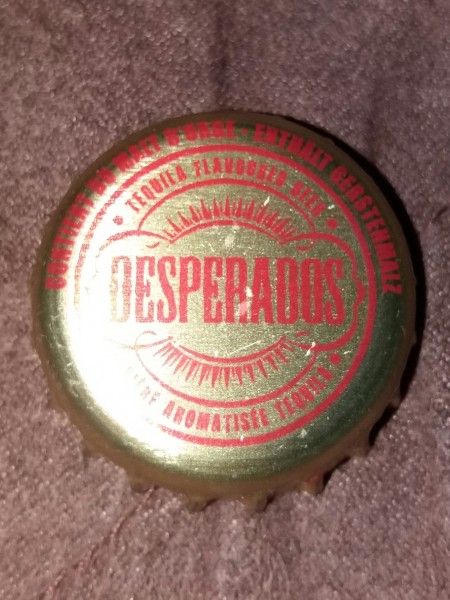 CONTIENT DU MALT D'ORGE · ENTHÄLT GERSTENMALZ
TEQUILA FLAVOURED BEER
DESPERADOS
BIÈRE AROMATISÉE TEQUILA